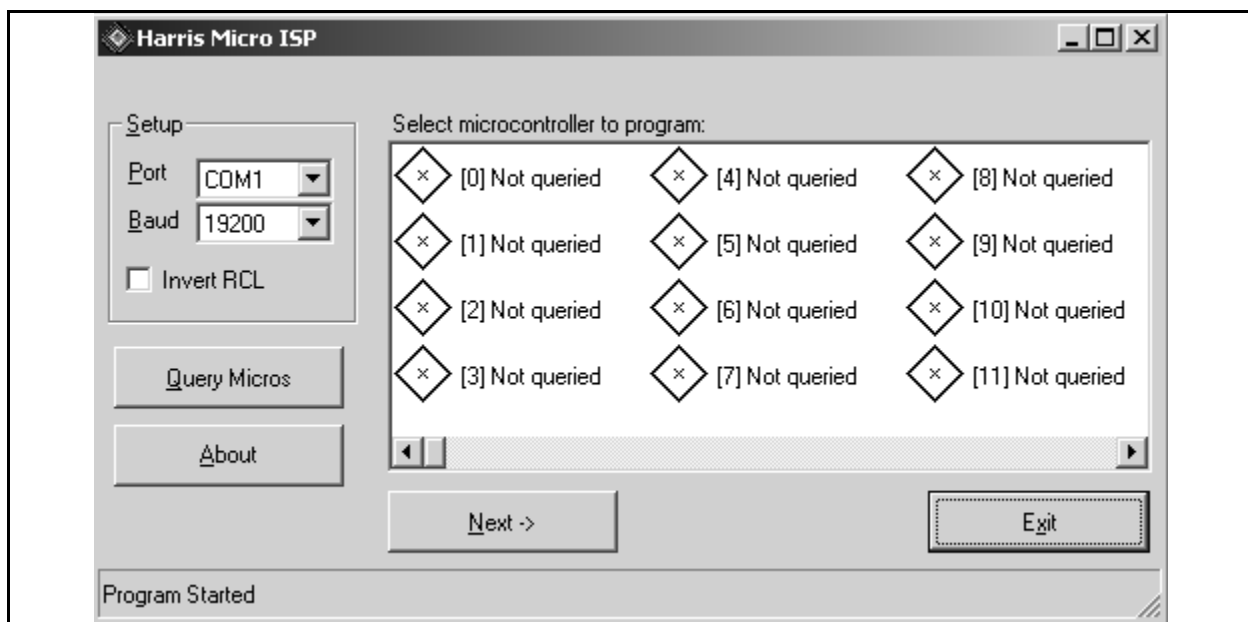 Harris Micro ISP
Setup
Port COM1
Baud 19200
Invert RCL
Query Micros
About
Select microcontroller to program:
[0] Not queried [4] Not queried [8] Not queried
[1] Not queried [5] Not queried [9] Not queried
[2] Not queried [6] Not queried [10] Not queried
[3] Not queried [7] Not queried [11] Not queried
Next ->
Exit
Program Started